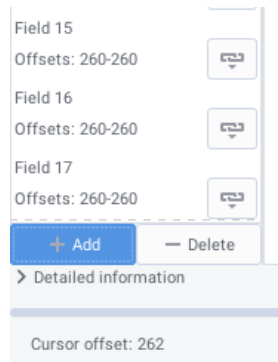 Field 15
Offsets: 260-260
Field 16
Offsets: 260-260
Field 17
Offsets: 260-260
Add
Delete
Detailed information
Cursor offset: 262